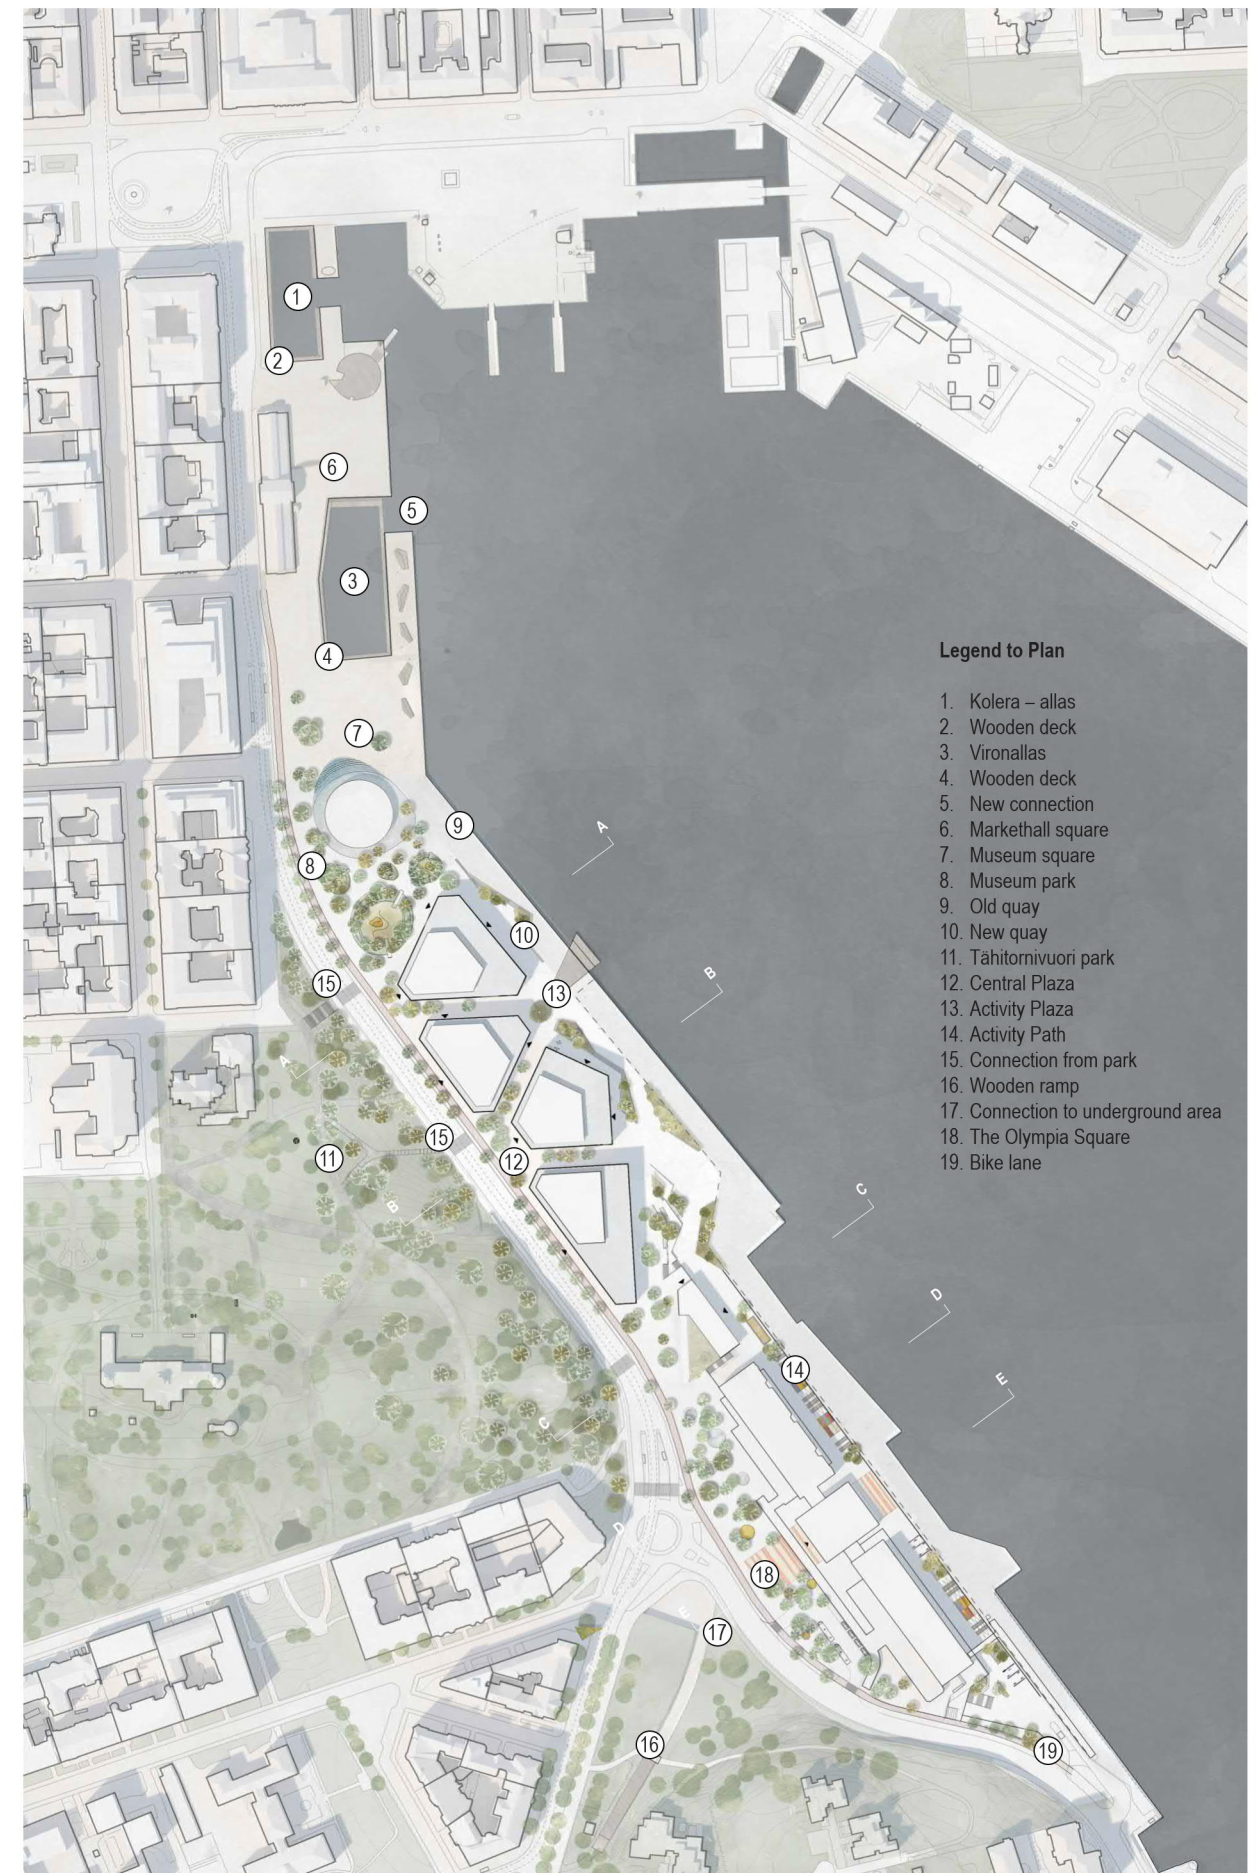 1
2
6
5
3
4
7
9
8
10
15
13
15
11
12
14
18
17
16
19
A
B
C
D
E
A
B
C
D
E
Legend to Plan
1. Kolera – allas
2. Wooden deck
3. Vironallas
4. Wooden deck
5. New connection
6. Markethall square
7. Museum square
8. Museum park
9. Old quay
10. New quay
11. Tähitornivuori park
12. Central Plaza
13. Activity Plaza
14. Activity Path
15. Connection from park
16. Wooden ramp
17. Connection to underground area
18. The Olympia Square
19. Bike lane